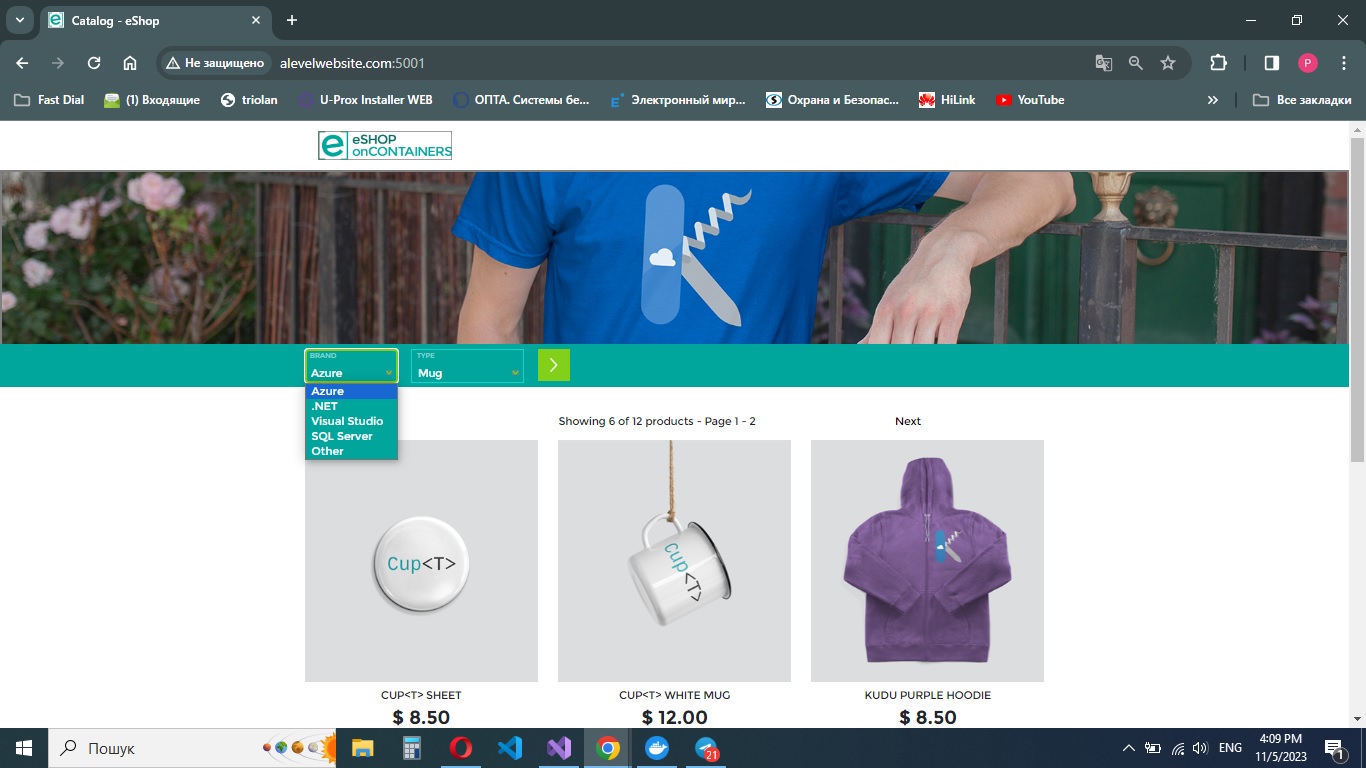 Catalog - eShop
Не защищено
alevelwebsite.com:5001
P
Fast Dial
(1) Входящие
triolan
U-Prox Installer WEB
ОПТА. Системы бе...
Электронный мир...
Охрана и Безопас...
HiLink
YouTube
Все закладки
e eSHOP
onCONTAINERS
BRAND
Azure
TYPE
Mug
Azure
.NET
Visual Studio
SQL Server
Other
Showing 6 of 12 products - Page 1 - 2
Next
Cup<T>
Cup<T>
CUP<T> SHEET
$ 8.50
CUP<T> WHITE MUG
$ 12.00
KUDU PURPLE HOODIE
$ 8.50
Пошук
21
ENG
4:09 PM
11/5/2023
1